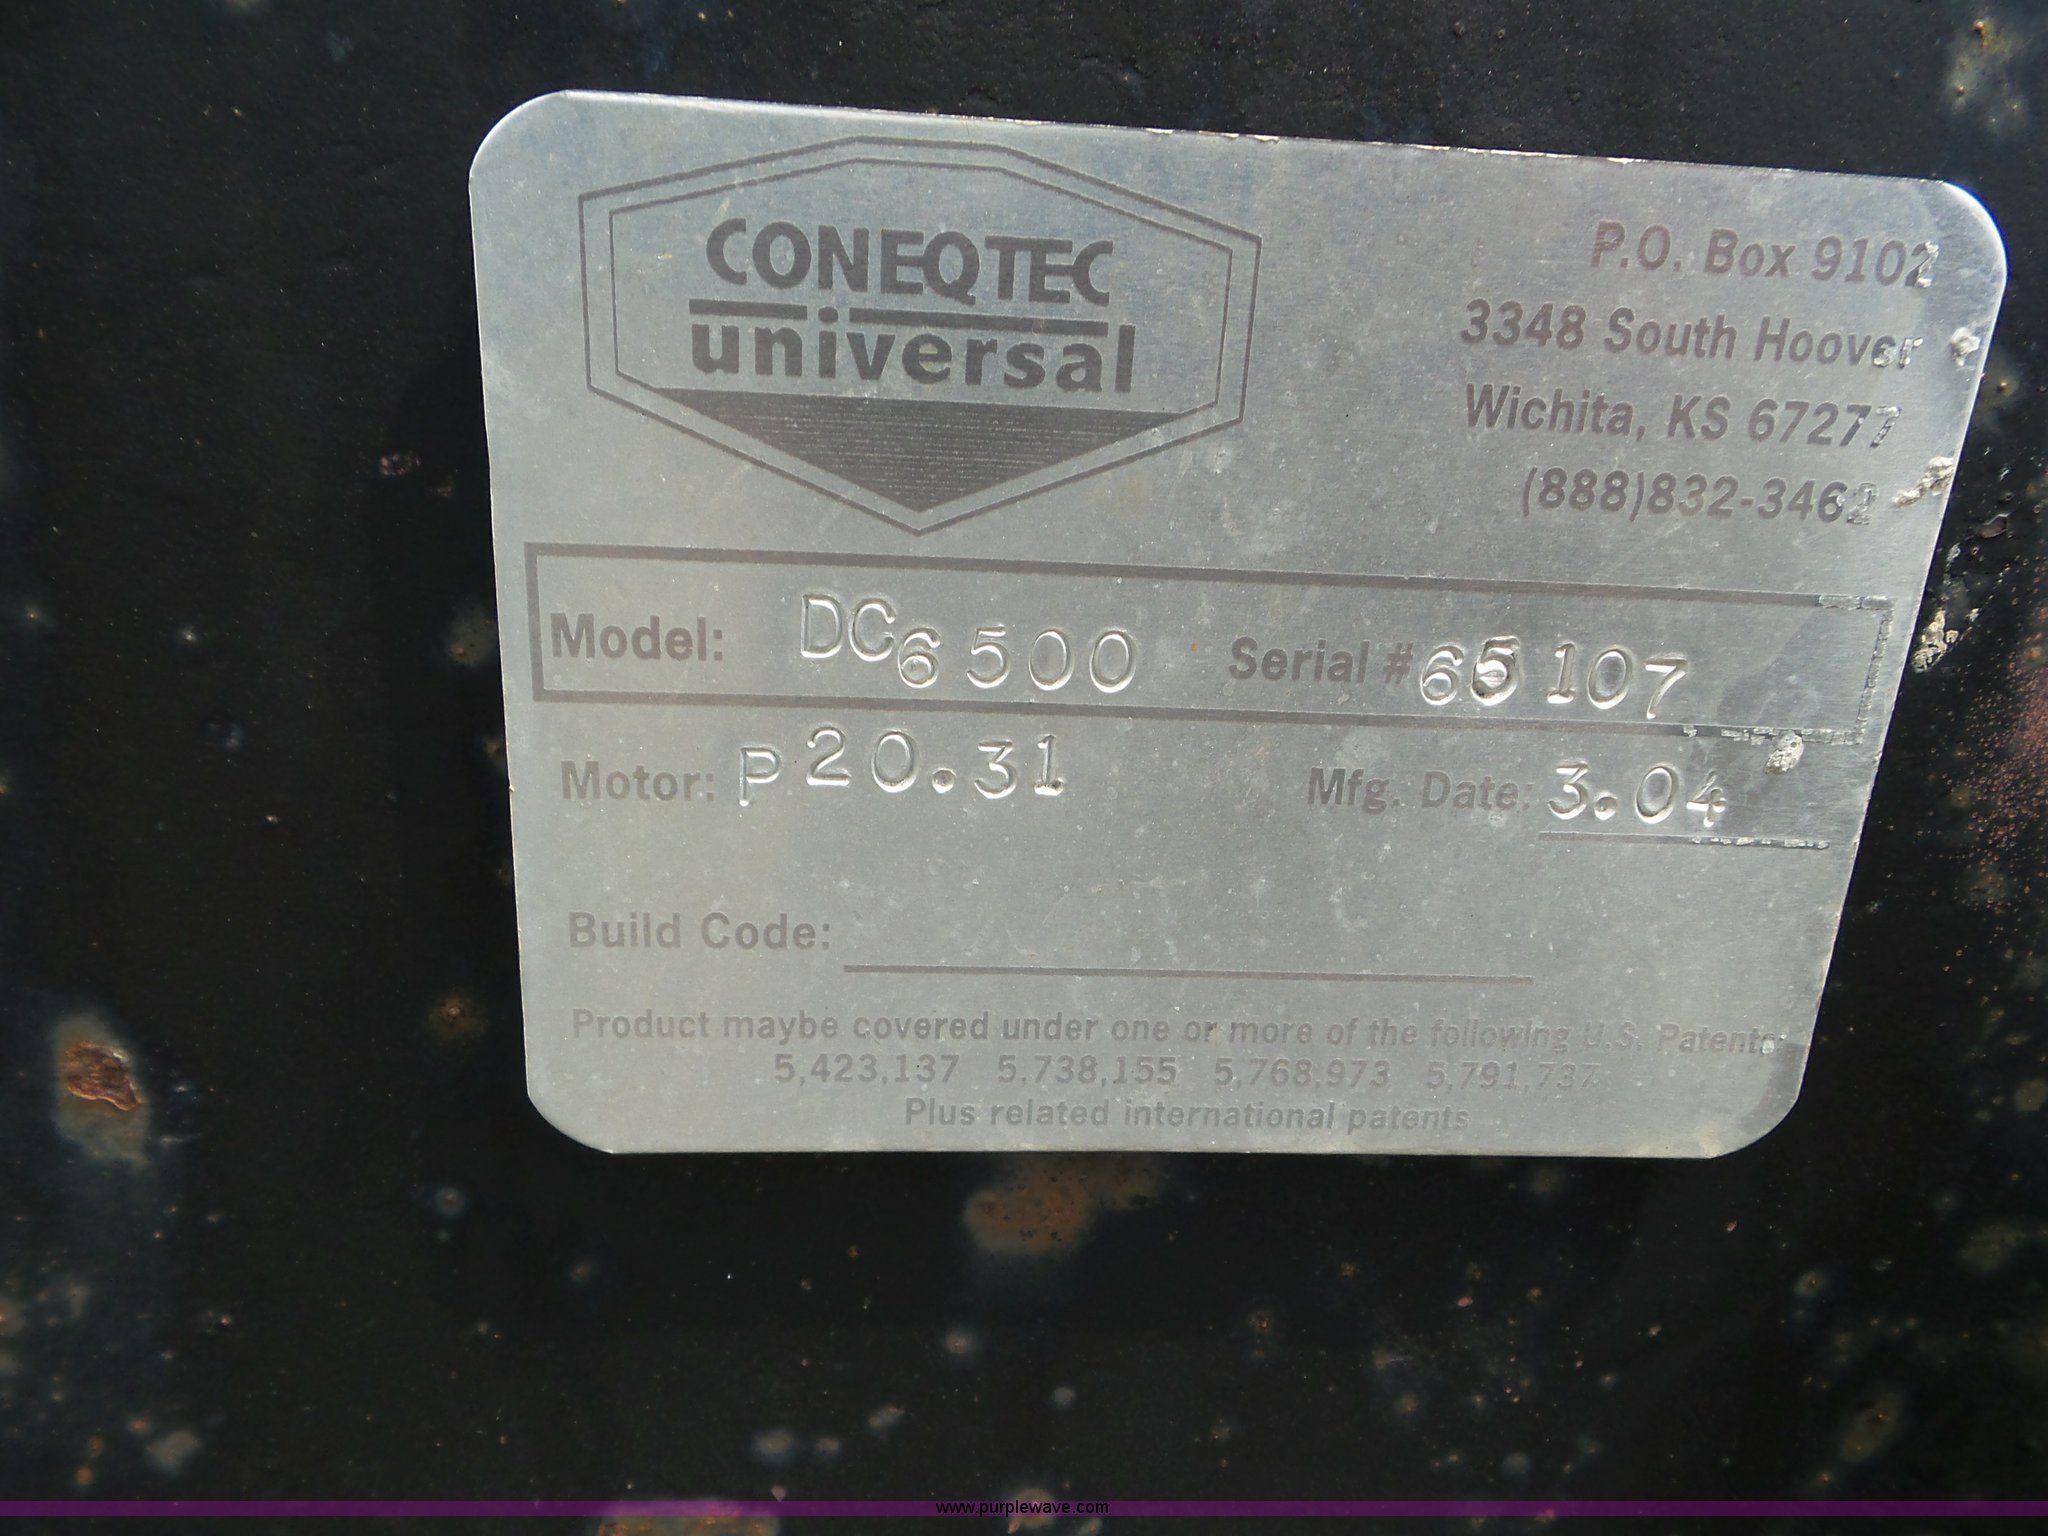 CONEQTEC
universal
P.O. Box 9102
3348 South Hoover
Wichita, KS 67277
(888)832-3462
Model: DC6500 Serial #65107
Motor: P20.31 Mfg. Date: 3.04
Build Code:
Product maybe covered under one or more of the following U.S. Patents:
5,423,137 5,738,155 5,768,973 5,791,737
Plus related international patents
www.purplewave.com